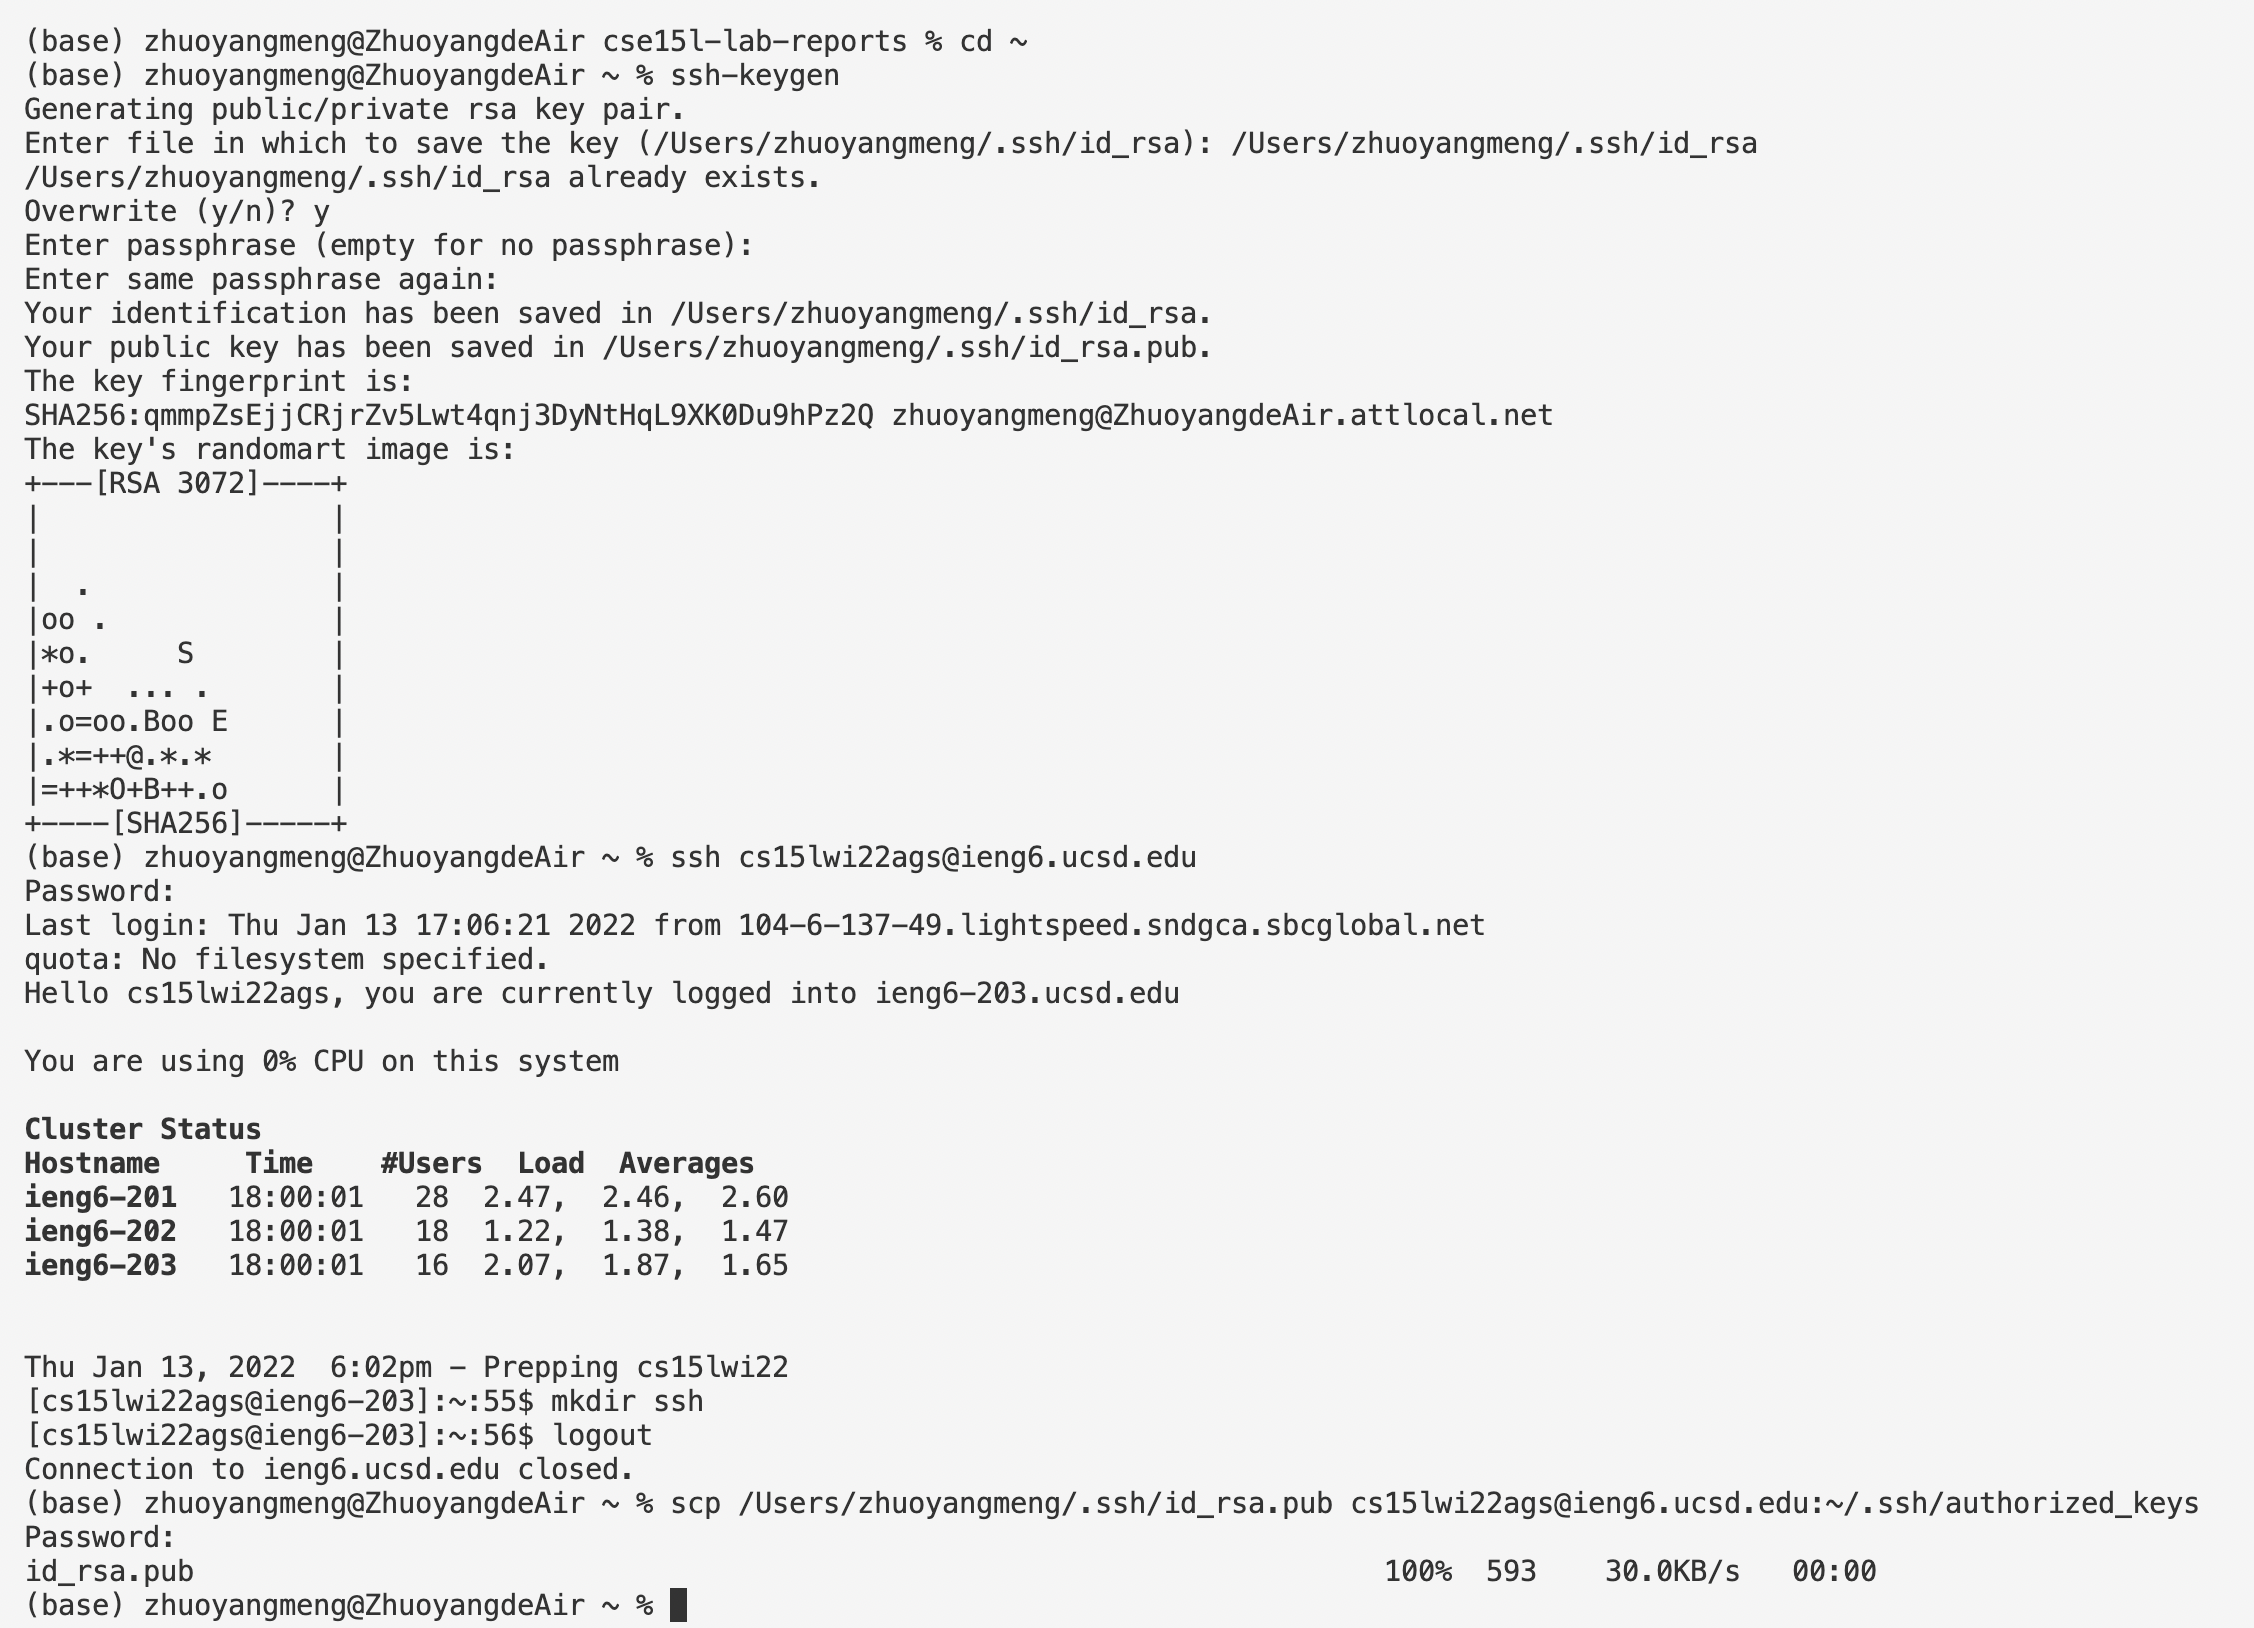 (base) zhuoyangmeng@ZhuoyangdeAir cse15l-lab-reports % cd ~
(base) zhuoyangmeng@ZhuoyangdeAir ~ % ssh-keygen
Generating public/private rsa key pair.
Enter file in which to save the key (/Users/zhuoyangmeng/.ssh/id_rsa): /Users/zhuoyangmeng/.ssh/id_rsa
/Users/zhuoyangmeng/.ssh/id_rsa already exists.
Overwrite (y/n)? y
Enter passphrase (empty for no passphrase):
Enter same passphrase again:
Your identification has been saved in /Users/zhuoyangmeng/.ssh/id_rsa.
Your public key has been saved in /Users/zhuoyangmeng/.ssh/id_rsa.pub.
The key fingerprint is:
SHA256:qmmpZsEjjCRjrZv5Lwt4qnj3DyNtHqL9XK0Du9hPz2Q zhuoyangmeng@ZhuoyangdeAir.attlocal.net
The key's randomart image is:
+---[RSA 3072]----+
|                 |
|                 |
|  .              |
|oo .             |
|*o.     S        |
|+o+  ... .       |
|.o=oo.Boo E      |
|.*=++@.*.*       |
|=++*O+B++.o      |
+----[SHA256]-----+
(base) zhuoyangmeng@ZhuoyangdeAir ~ % ssh cs15lwi22ags@ieng6.ucsd.edu
Password:
Last login: Thu Jan 13 17:06:21 2022 from 104-6-137-49.lightspeed.sndgca.sbcglobal.net
quota: No filesystem specified.
Hello cs15lwi22ags, you are currently logged into ieng6-203.ucsd.edu

You are using 0% CPU on this system

Cluster Status
Hostname     Time    #Users  Load  Averages
ieng6-201   18:00:01   28  2.47,  2.46,  2.60
ieng6-202   18:00:01   18  1.22,  1.38,  1.47
ieng6-203   18:00:01   16  2.07,  1.87,  1.65

Thu Jan 13, 2022  6:02pm - Prepping cs15lwi22
[cs15lwi22ags@ieng6-203]:~:55$ mkdir ssh
[cs15lwi22ags@ieng6-203]:~:56$ logout
Connection to ieng6.ucsd.edu closed.
(base) zhuoyangmeng@ZhuoyangdeAir ~ % scp /Users/zhuoyangmeng/.ssh/id_rsa.pub cs15lwi22ags@ieng6.ucsd.edu:~/.ssh/authorized_keys
Password:
id_rsa.pub                                                                      100%  593    30.0KB/s   00:00
(base) zhuoyangmeng@ZhuoyangdeAir ~ %